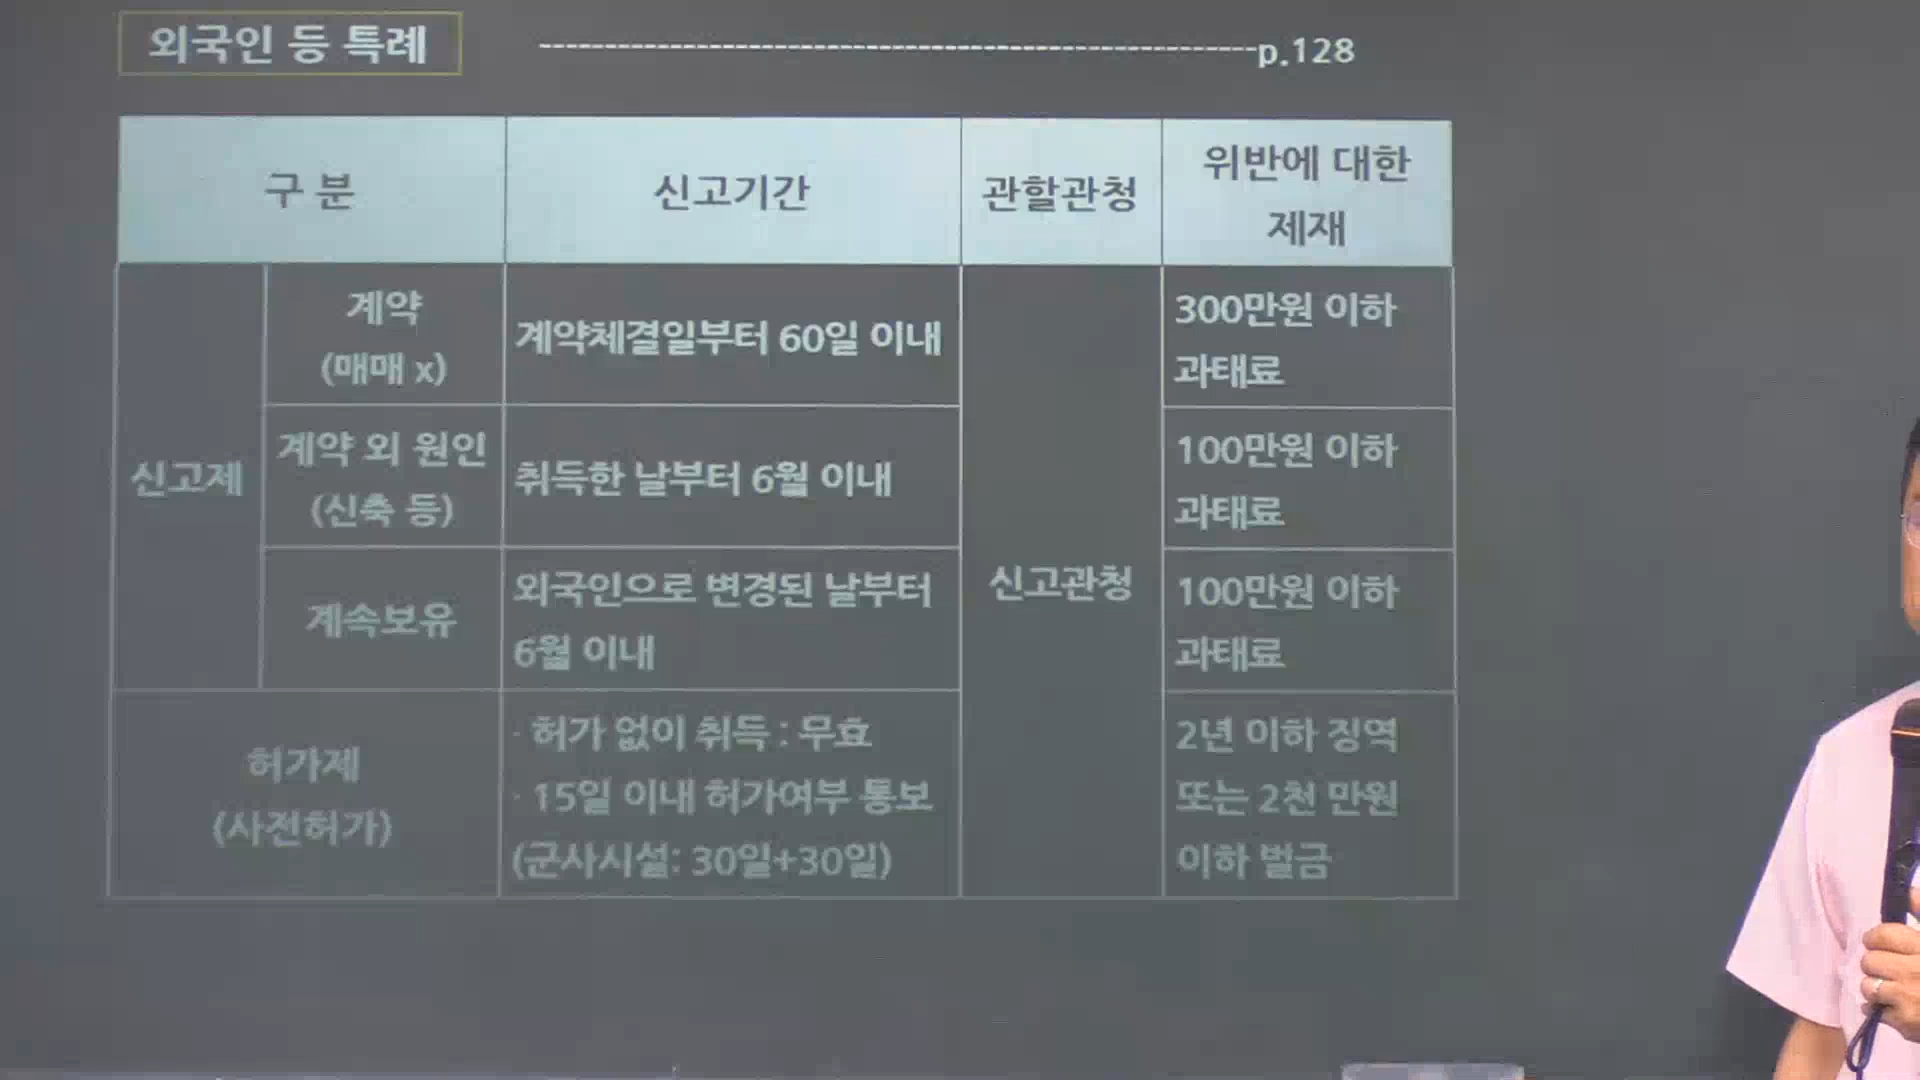 외국인 등 특례 ---------------------------------------------------------p.128
구 분
신고기간
관할관청
위반에 대한
제재
신고제
계약
(매매 x)
계약체결일부터 60일 이내
300만원 이하
과태료
계약 외 원인
(신축 등)
취득한 날부터 6월 이내
100만원 이하
과태료
계속보유
외국인으로 변경된 날부터
6월 이내
신고관청
100만원 이하
과태료
허가제
(사전허가)
· 허가 없이 취득 : 무효
· 15일 이내 허가여부 통보
(군사시설: 30일+30일)
2년 이하 징역
또는 2천 만원
이하 벌금